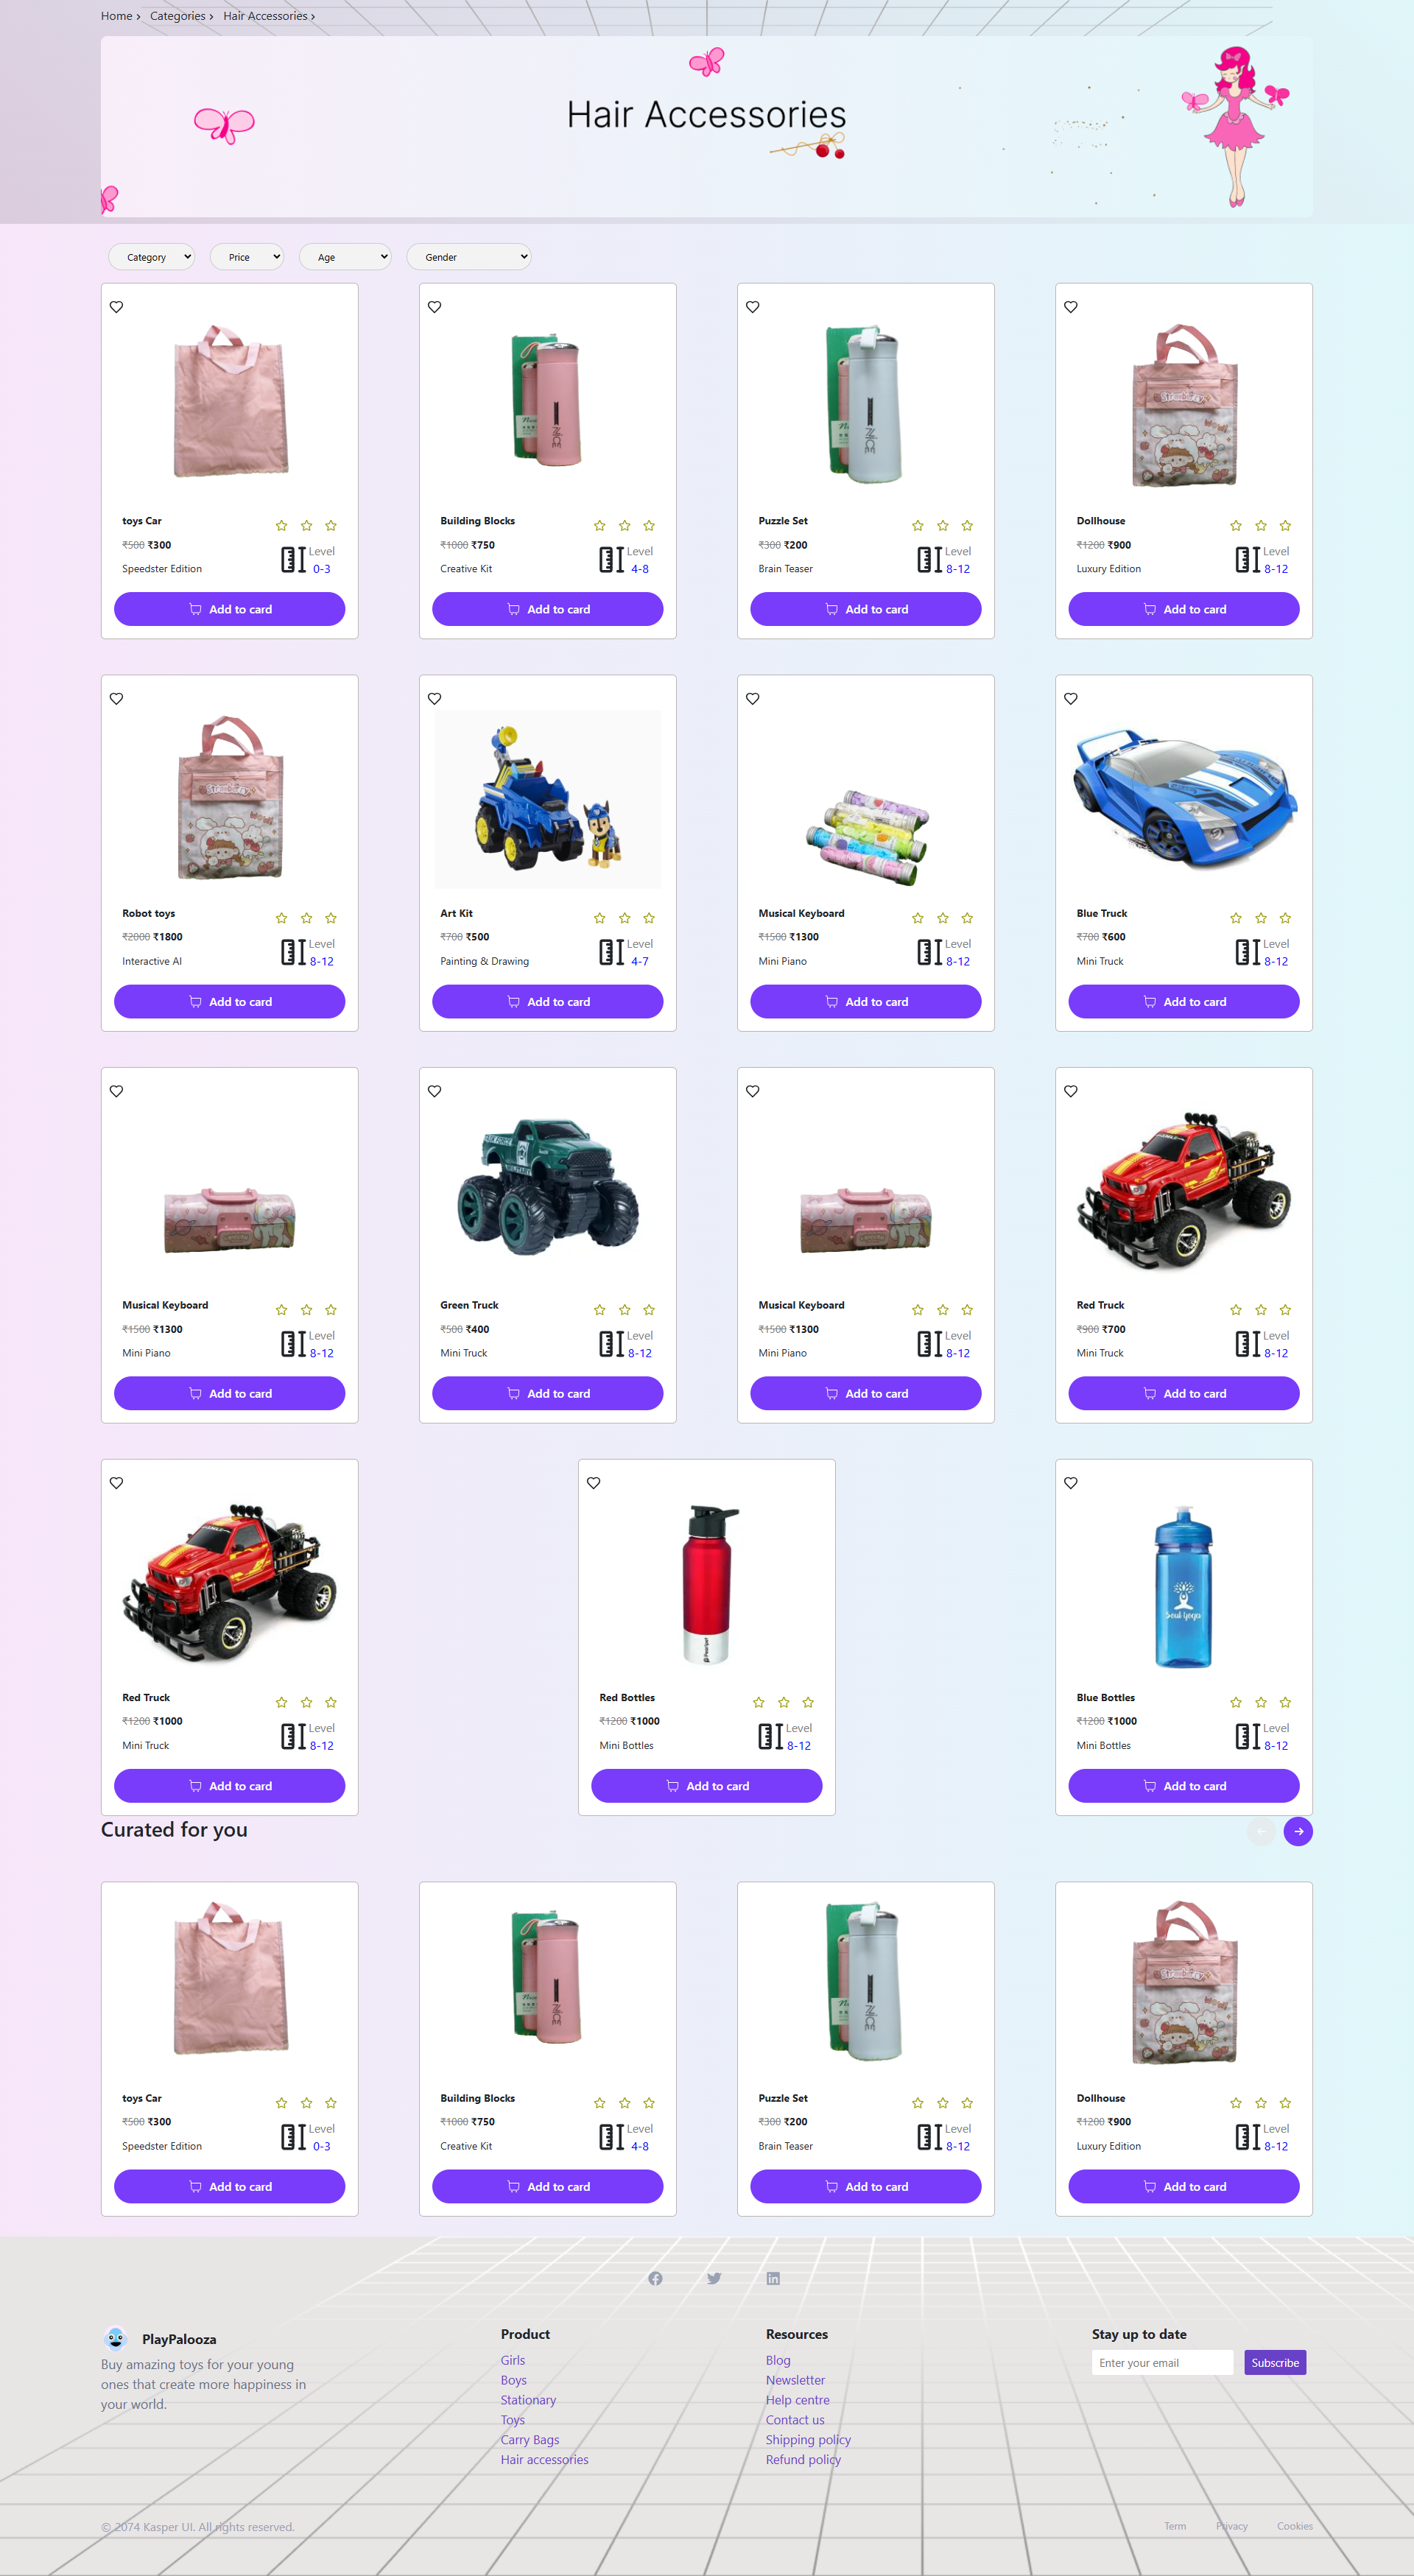 Home > Categories > Hair Accessories >
Hair Accessories
Category Price Age Gender
toys Car
₹500 ₹300
Speedster Edition
Level
0-3
Add to card
Building Blocks
₹1000 ₹750
Creative Kit
Level
4-8
Add to card
Puzzle Set
₹300 ₹200
Brain Teaser
Level
8-12
Add to card
Dollhouse
₹1200 ₹900
Luxury Edition
Level
8-12
Add to card
Robot toys
₹2000 ₹1800
Interactive AI
Level
8-12
Add to card
Art Kit
₹700 ₹500
Painting & Drawing
Level
4-7
Add to card
Musical Keyboard
₹1500 ₹1300
Mini Piano
Level
8-12
Add to card
Blue Truck
₹700 ₹600
Mini Truck
Level
8-12
Add to card
Musical Keyboard
₹1500 ₹1300
Mini Piano
Level
8-12
Add to card
Green Truck
₹500 ₹400
Mini Truck
Level
8-12
Add to card
Musical Keyboard
₹1500 ₹1300
Mini Piano
Level
8-12
Add to card
Red Truck
₹900 ₹700
Mini Truck
Level
8-12
Add to card
Red Truck
₹1200 ₹1000
Mini Truck
Level
8-12
Add to card
Red Bottles
₹1200 ₹1000
Mini Bottles
Level
8-12
Add to card
Soul Yoga
Blue Bottles
₹1200 ₹1000
Mini Bottles
Level
8-12
Add to card
Curated for you
toys Car
₹500 ₹300
Speedster Edition
Level
0-3
Add to card
Building Blocks
₹1000 ₹750
Creative Kit
Level
4-8
Add to card
Puzzle Set
₹300 ₹200
Brain Teaser
Level
8-12
Add to card
Dollhouse
₹1200 ₹900
Luxury Edition
Level
8-12
Add to card
PlayPalooza
Buy amazing toys for your young
ones that create more happiness in
your world.
Product
Girls
Boys
Stationary
Toys
Carry Bags
Hair accessories
Resources
Blog
Newsletter
Help centre
Contact us
Shipping policy
Refund policy
Stay up to date
Enter your email Subscribe
© 2074 Kasper UI. All rights reserved.
Term Privacy Cookies